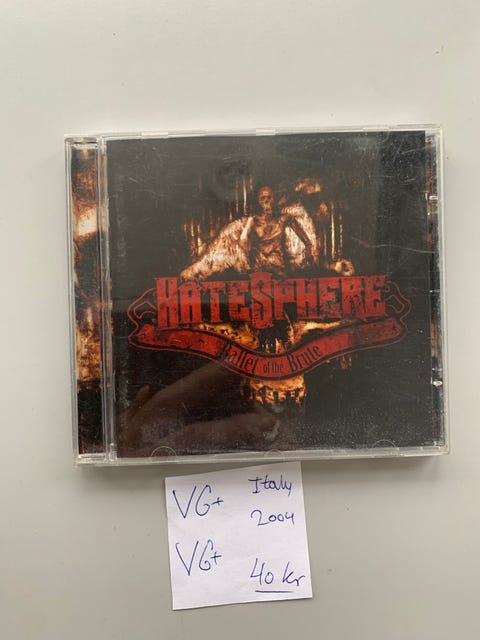 HATESPHERE
Ballet of the Brute
VG+ Italy
2004
VG+
40 kr